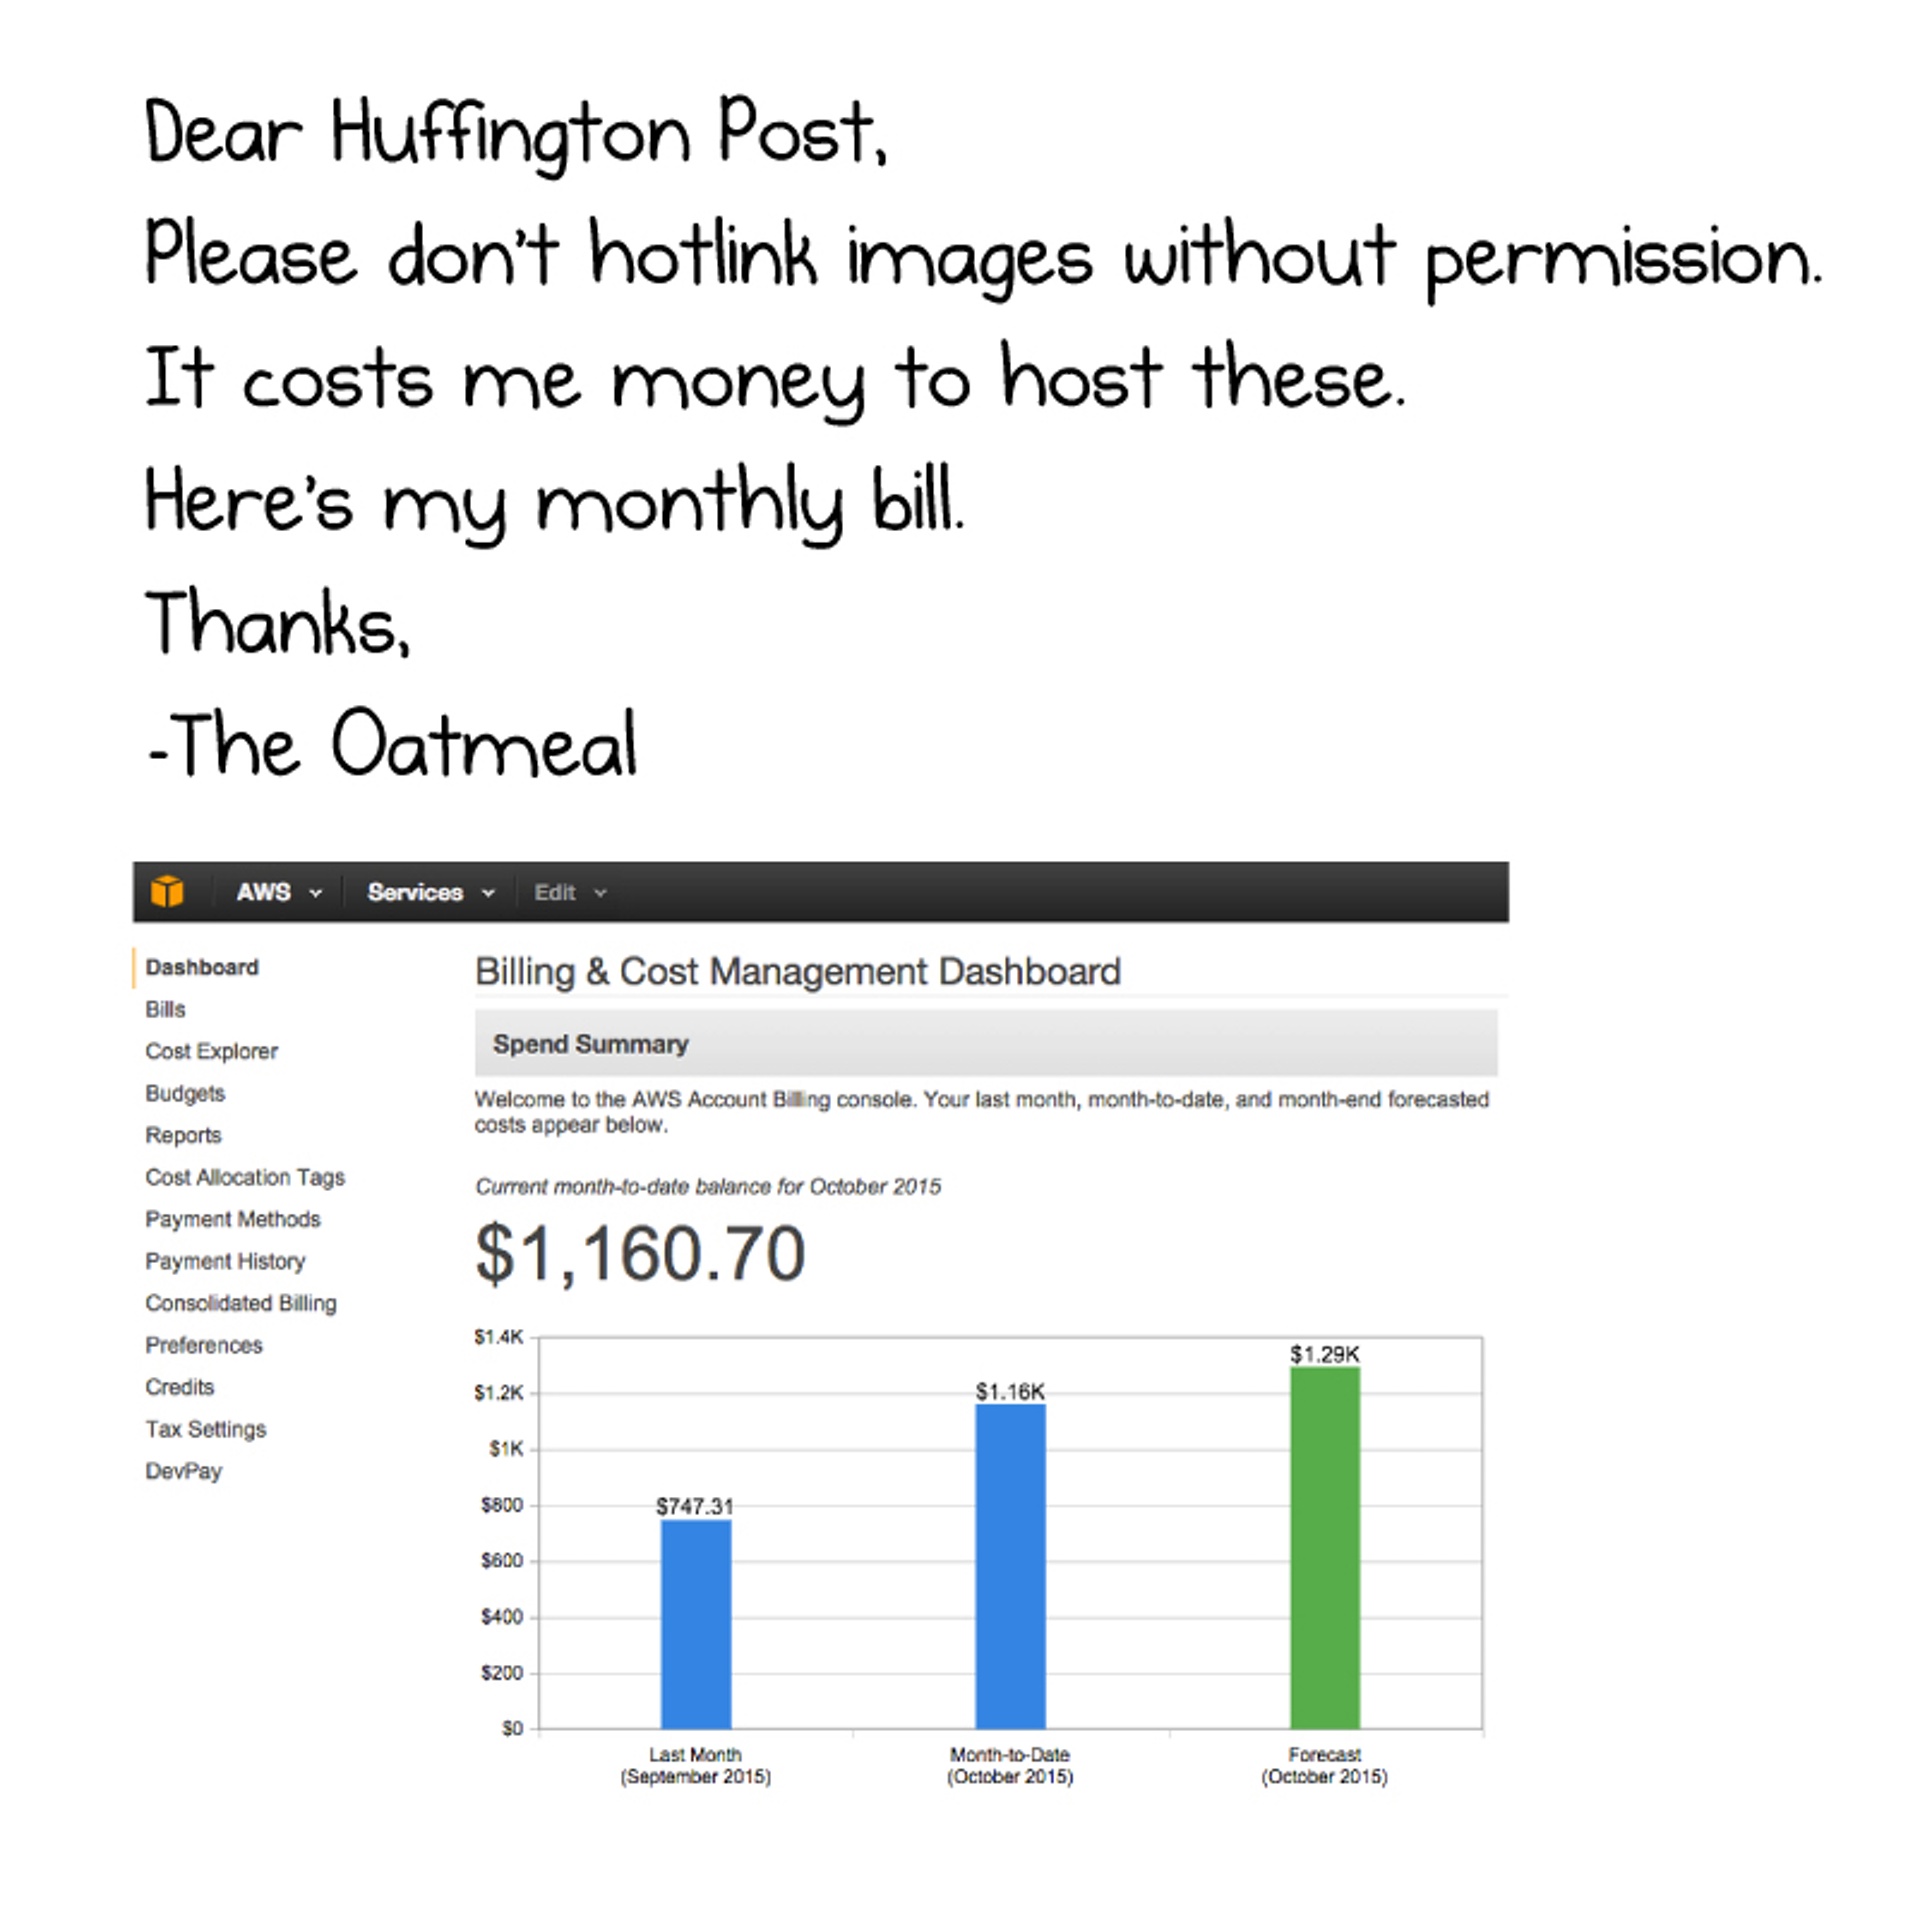 Dear Huffington Post,
Please don't hotlink images without permission.
It costs me money to host these.
Here's my monthly bill.
Thanks,
-The Oatmeal
AWS Services Edit
Dashboard
Bills
Cost Explorer
Budgets
Reports
Cost Allocation Tags
Payment Methods
Payment History
Consolidated Billing
Preferences
Credits
Tax Settings
DevPay
Billing & Cost Management Dashboard
Spend Summary
Welcome to the AWS Account Billing console. Your last month, month-to-date, and month-end forecasted
costs appear below.
Current month-to-date balance for October 2015
$1,160.70
$1.4K
$1.2K
$1K
$800
$600
$400
$200
$0
$747.31
$1.16K
$1.29K
Last Month
(September 2015)
Month-to-Date
(October 2015)
Forecast
(October 2015)